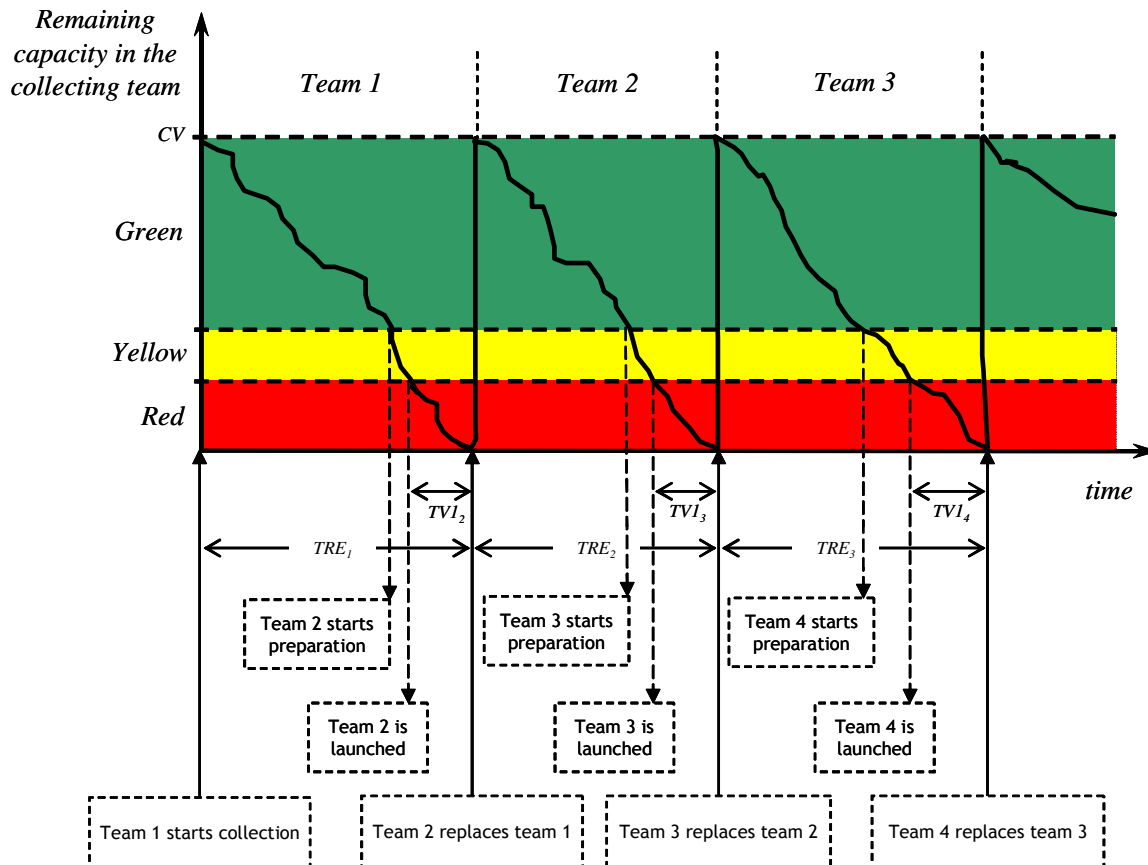 Remaining
capacity in the
collecting team
Team 1
Team 2
Team 3
CV
Green
Yellow
Red
time
TV1₂
TV1₃
TV1₄
TRE₁
TRE₂
TRE₃
Team 2 starts
preparation
Team 3 starts
preparation
Team 4 starts
preparation
Team 2 is
launched
Team 3 is
launched
Team 4 is
launched
Team 1 starts collection
Team 2 replaces team 1
Team 3 replaces team 2
Team 4 replaces team 3